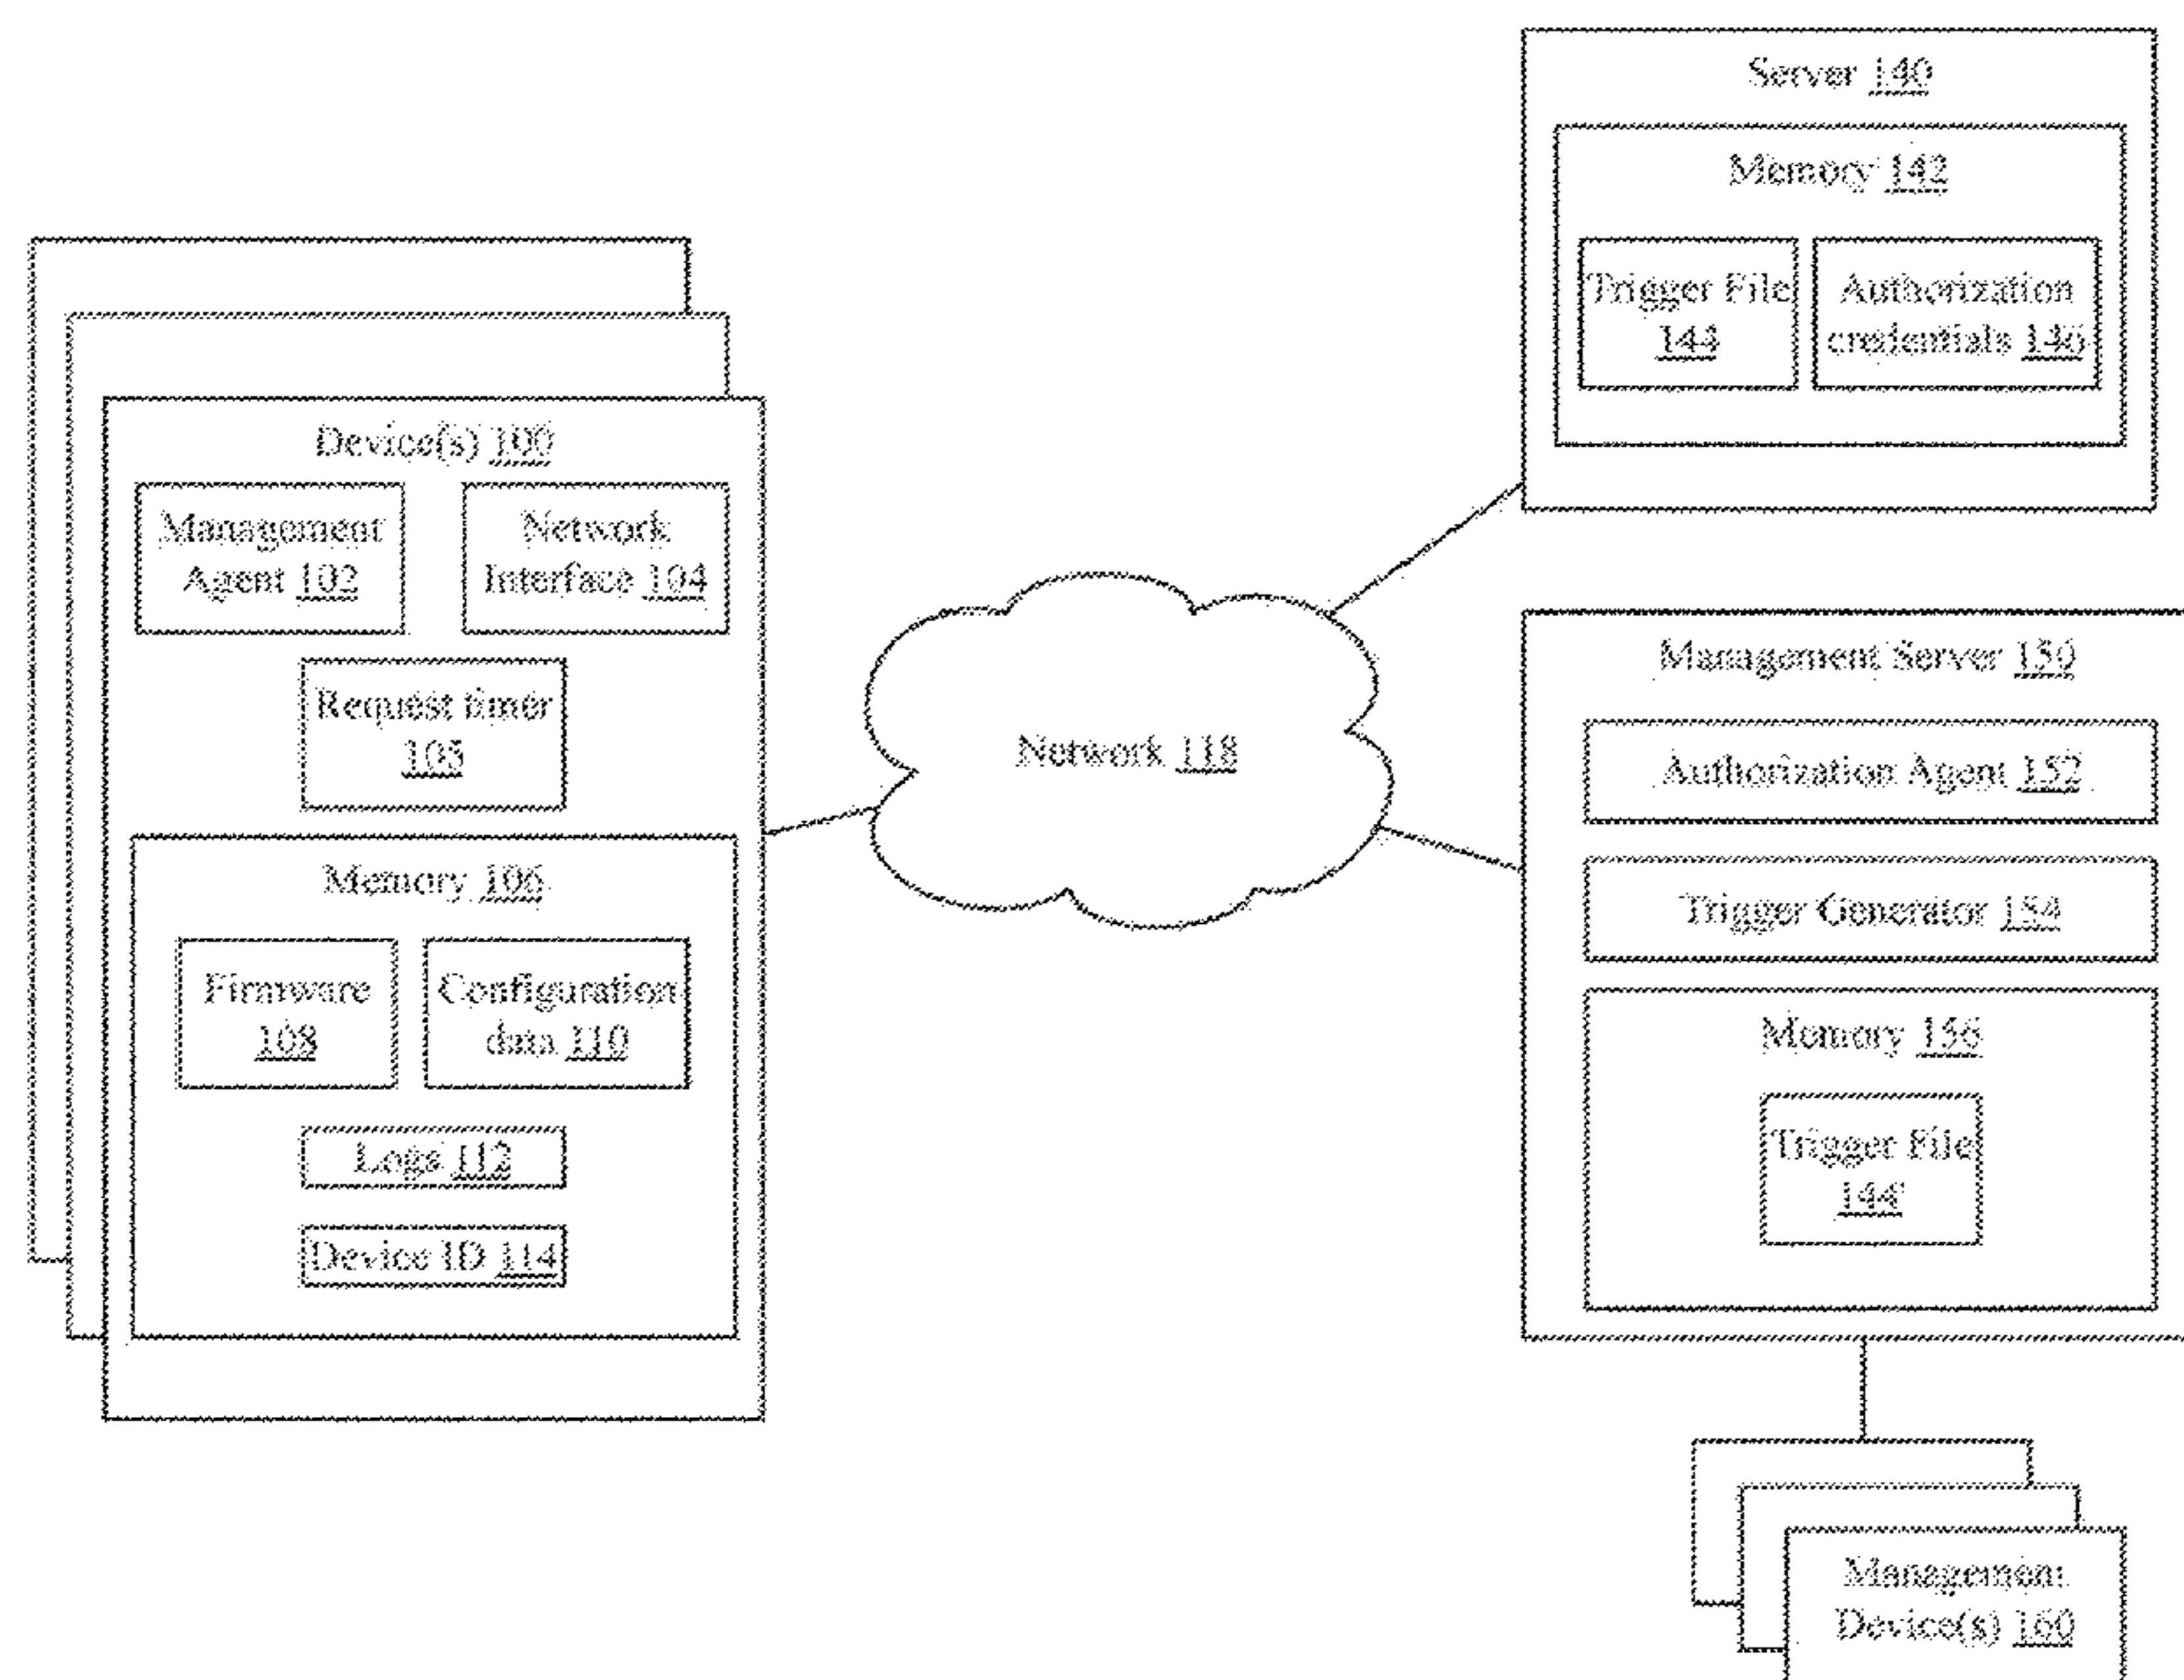 Device(s) 100
Management
Agent 102
Network
Interface 104
Request timer
105
Memory 106
Firmware
108
Configuration
data 110
Logs 112
Device ID 114
Network 118
Server 140
Memory 142
Trigger File
144
Authorization
credentials 146
Management Server 150
Authorization Agent 152
Trigger Generator 154
Memory 156
Trigger File
144'
Management
Device(s) 160